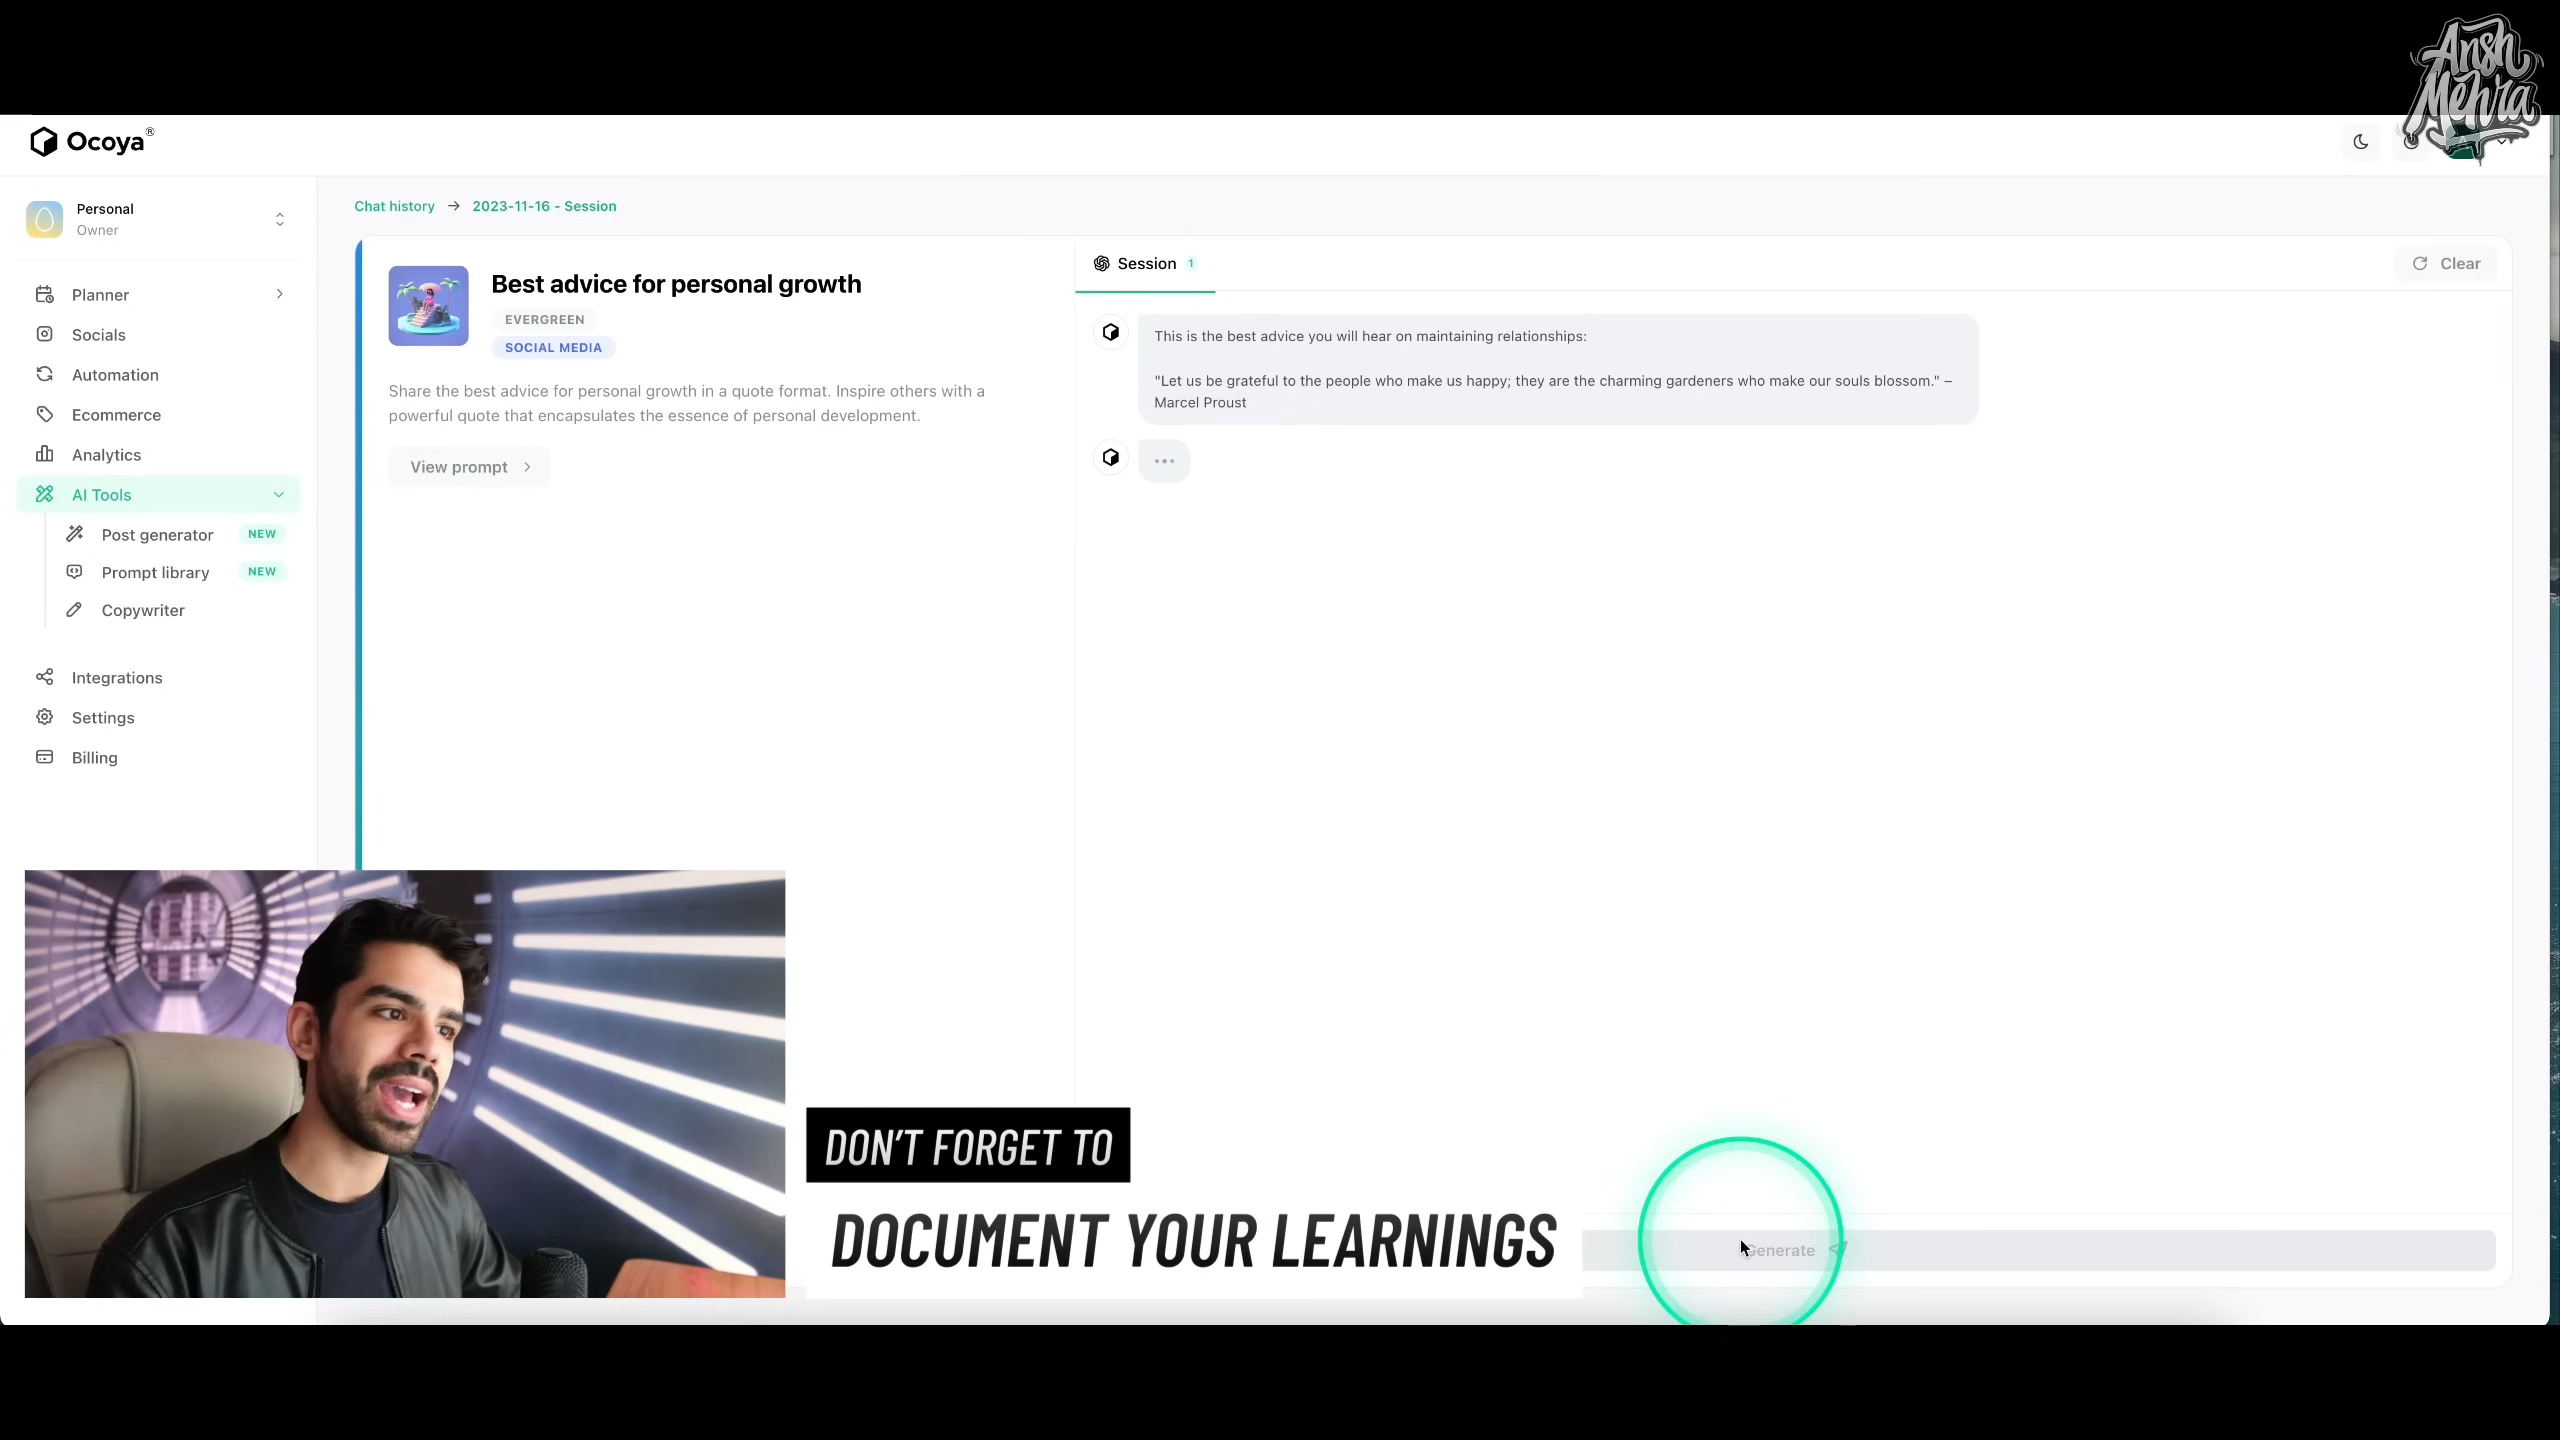 Ansh
Mehra
Ocoya®
Personal
Owner
Planner
Socials
Automation
Ecommerce
Analytics
AI Tools
Post generator NEW
Prompt library NEW
Copywriter
Integrations
Settings
Billing
Chat history → 2023-11-16 - Session
Best advice for personal growth
EVERGREEN
SOCIAL MEDIA
Share the best advice for personal growth in a quote format. Inspire others with a
powerful quote that encapsulates the essence of personal development.
View prompt
Session 1
Clear
This is the best advice you will hear on maintaining relationships:
"Let us be grateful to the people who make us happy; they are the charming gardeners who make our souls blossom." –
Marcel Proust
Generate
DON'T FORGET TO
DOCUMENT YOUR LEARNINGS